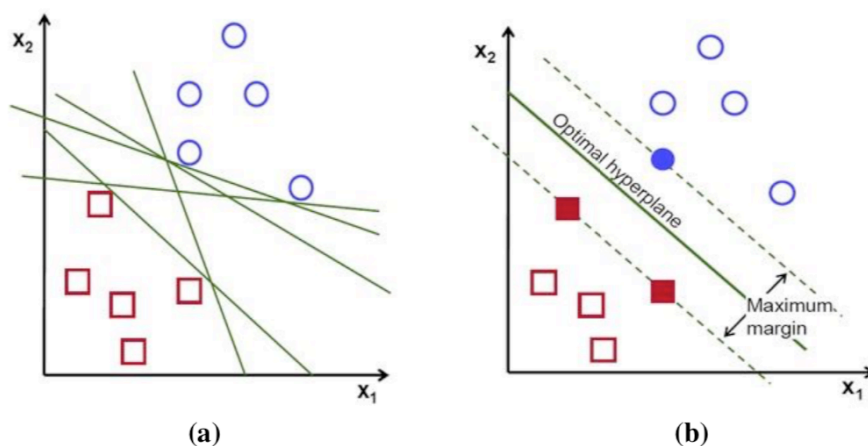 X₂
X₁
(a)
X₂
Optimal hyperplane
Maximum
margin
X₁
(b)